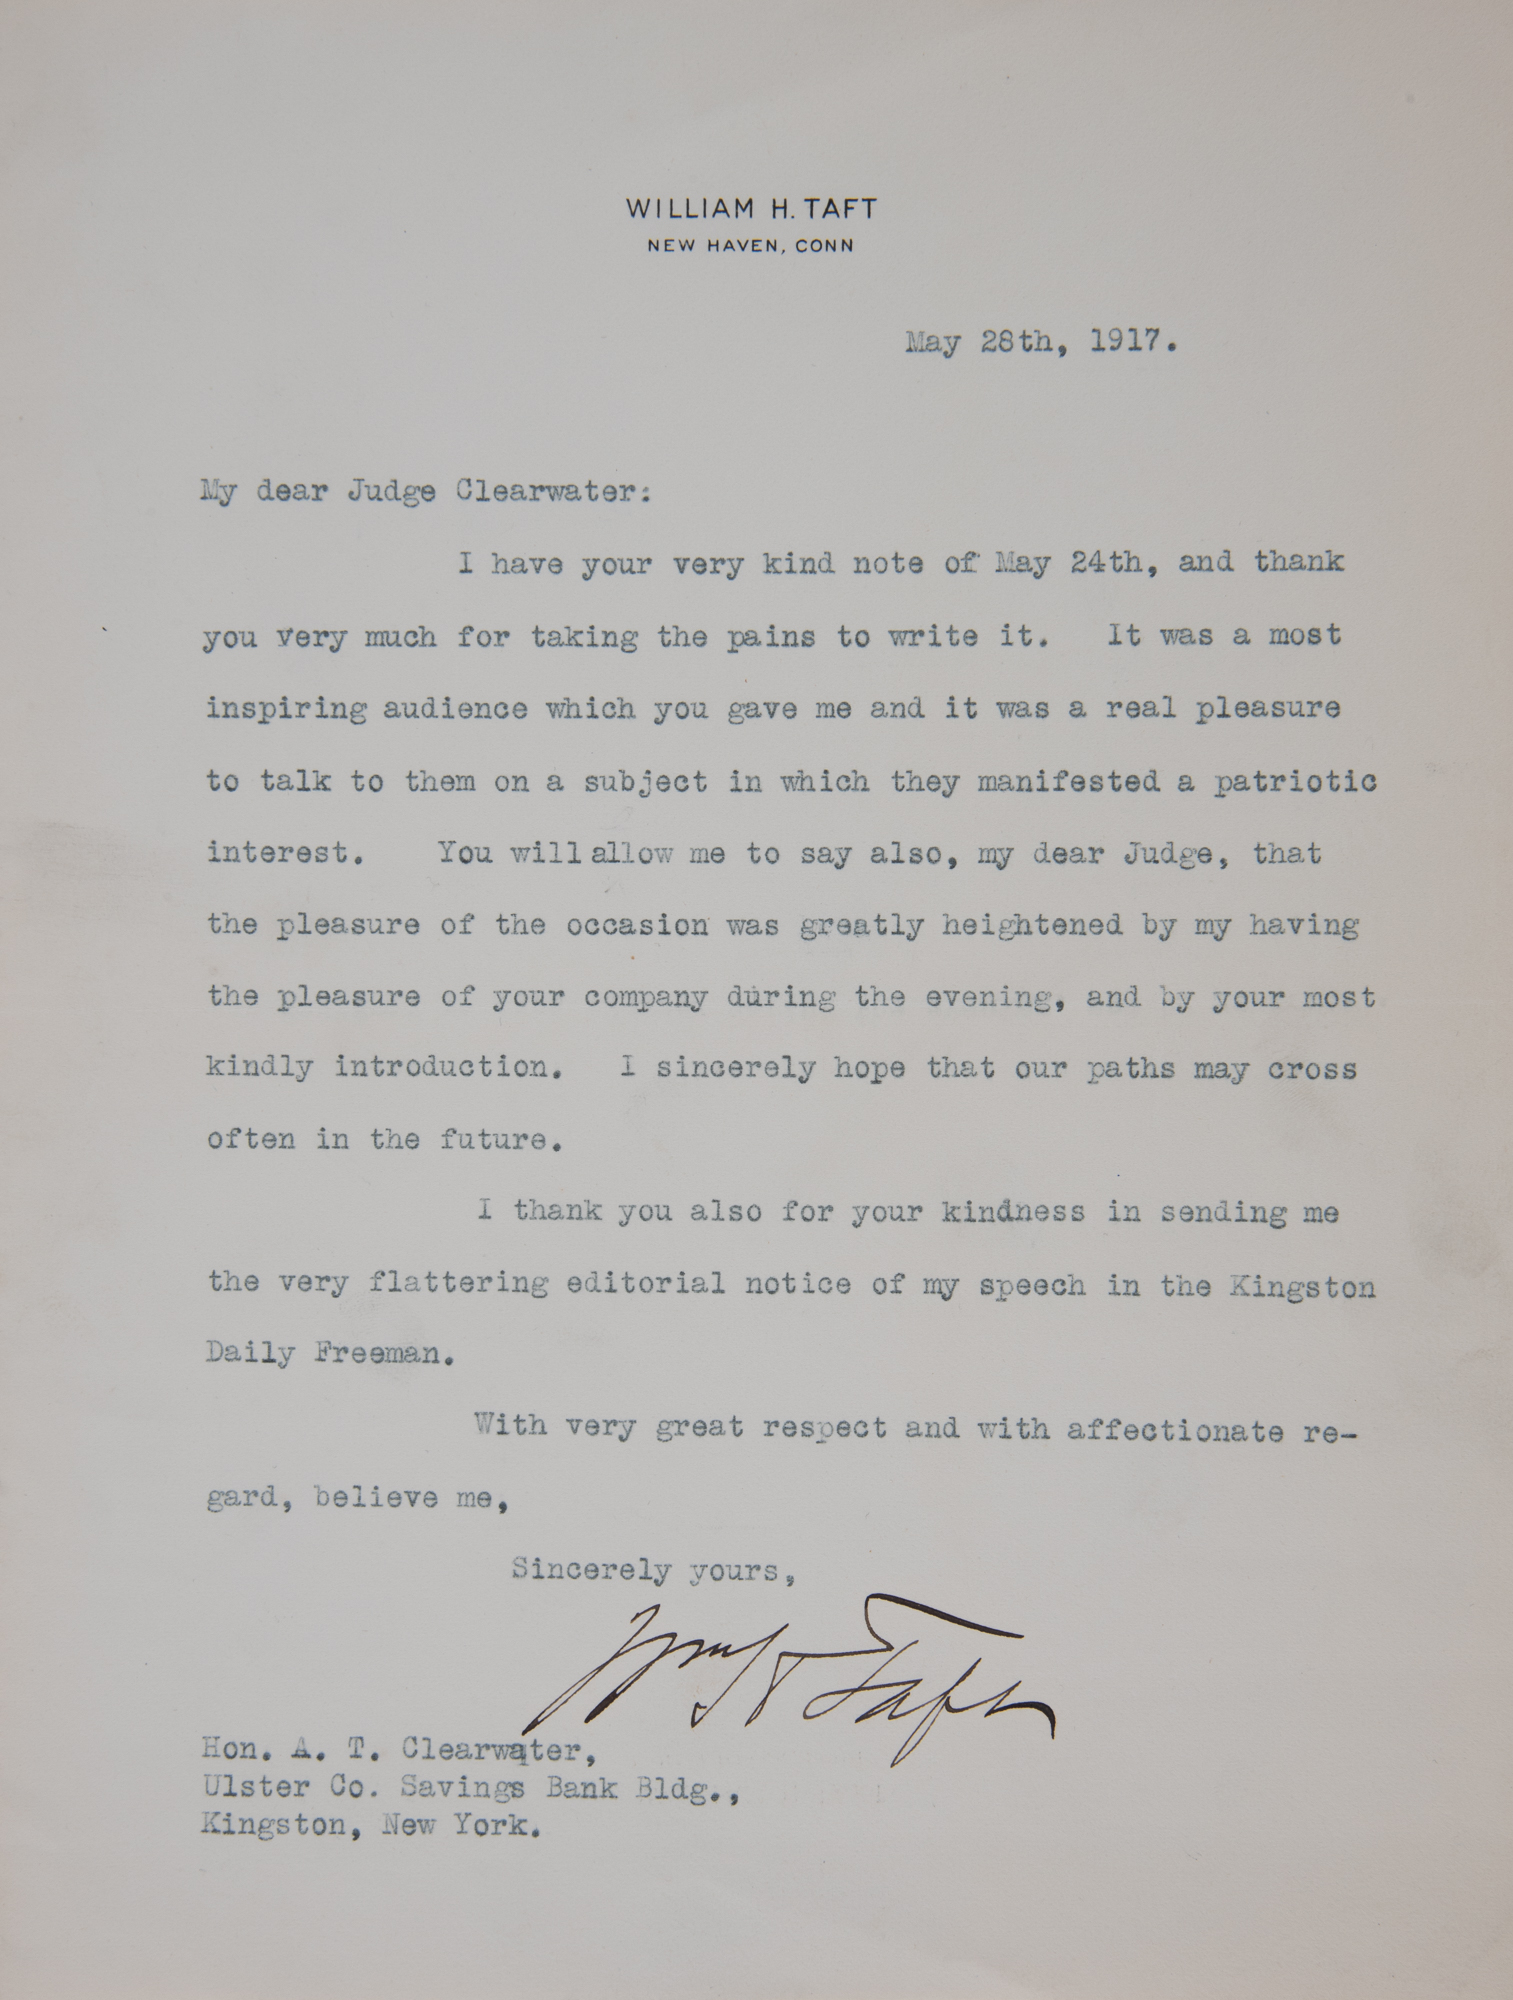 WILLIAM H. TAFT
NEW HAVEN, CONN
May 28th, 1917.
My dear Judge Clearwater:
I have your very kind note of May 24th, and thank
you very much for taking the pains to write it. It was a most
inspiring audience which you gave me and it was a real pleasure
to talk to them on a subject in which they manifested a patriotic
interest. You will allow me to say also, my dear Judge, that
the pleasure of the occasion was greatly heightened by my having
the pleasure of your company during the evening, and by your most
kindly introduction. I sincerely hope that our paths may cross
often in the future.
I thank you also for your kindness in sending me
the very flattering editorial notice of my speech in the Kingston
Daily Freeman.
With very great respect and with affectionate re-
gard, believe me,
Sincerely yours,
Wm H Taft
Hon. A. T. Clearwater,
Ulster Co. Savings Bank Bldg.,
Kingston, New York.